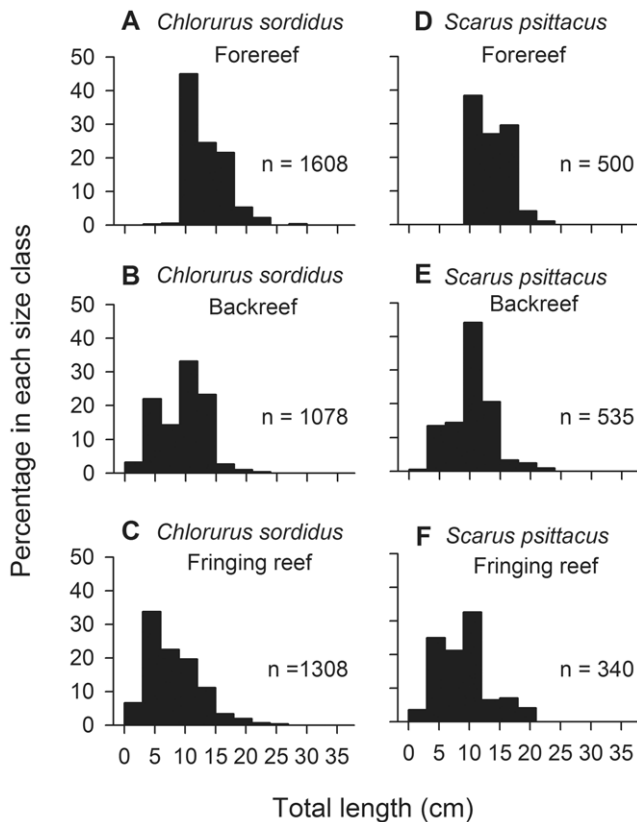 A Chlorurus sordidus
Forereef
50
40
30
20
10
0
n = 1608
D Scarus psittacus
Forereef
n = 500
B Chlorurus sordidus
Backreef
50
40
30
20
10
0
n = 1078
E Scarus psittacus
Backreef
n = 535
C Chlorurus sordidus
Fringing reef
50
40
30
20
10
0
n =1308
0 5 10 15 20 25 30 35
F Scarus psittacus
Fringing reef
n = 340
0 5 10 15 20 25 30 35
Percentage in each size class
Total length (cm)